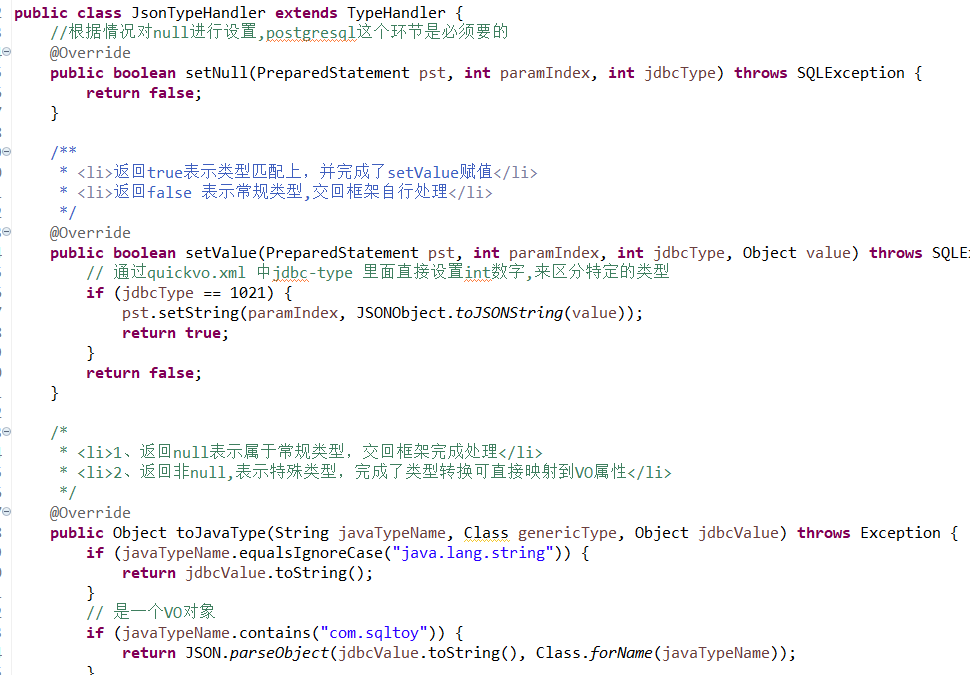 public class JsonTypeHandler extends TypeHandler {
//根据情况对null进行设置,postgresql这个环节是必须要的
@Override
public boolean setNull(PreparedStatement pst, int paramIndex, int jdbcType) throws SQLException {
return false;
}
/**
* <li>返回true表示类型匹配上，并完成了setValue赋值</li>
* <li>返回false 表示常规类型,交回框架自行处理</li>
*/
@Override
public boolean setValue(PreparedStatement pst, int paramIndex, int jdbcType, Object value) throws SQLE
// 通过quickvo.xml 中jdbc-type 里面直接设置int数字,来区分特定的类型
if (jdbcType == 1021) {
pst.setString(paramIndex, JSONObject.toJSONString(value));
return true;
}
return false;
}
/*
* <li>1、返回null表示属于常规类型，交回框架完成处理</li>
* <li>2、返回非null,表示特殊类型，完成了类型转换可直接映射到VO属性</li>
*/
@Override
public Object toJavaType(String javaTypeName, Class genericType, Object jdbcValue) throws Exception {
if (javaTypeName.equalsIgnoreCase("java.lang.string")) {
return jdbcValue.toString();
}
// 是一个VO对象
if (javaTypeName.contains("com.sqltoy")) {
return JSON.parseObject(jdbcValue.toString(), Class.forName(javaTypeName));
}